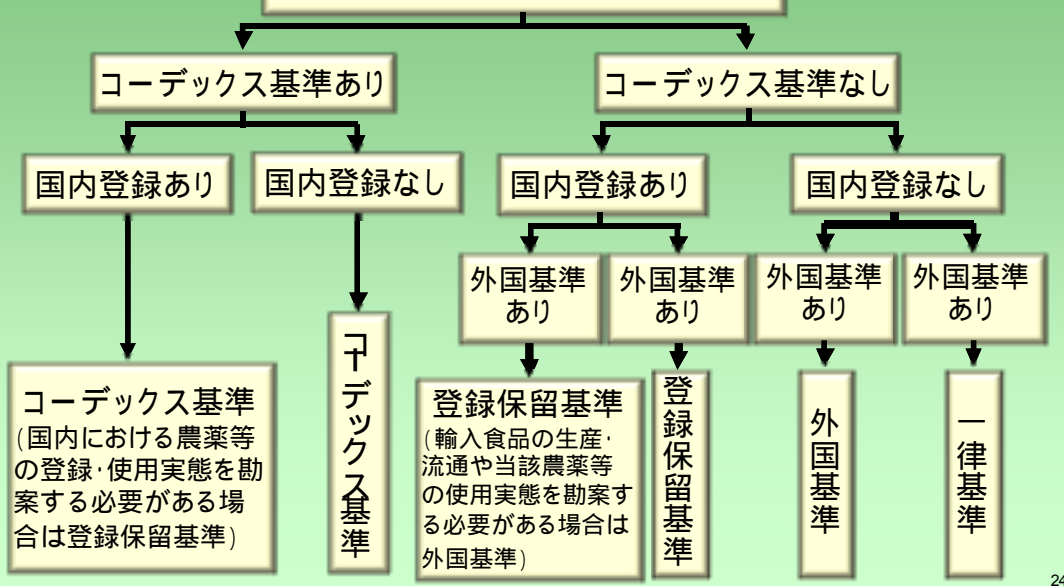 コーデックス基準あり
コーデックス基準なし
国内登録あり
国内登録なし
国内登録あり
国内登録なし
外国基準
あり
外国基準
あり
外国基準
あり
外国基準
あり
コーデックス基準
(国内における農薬等
の登録・使用実態を勘
案する必要がある場
合は登録保留基準)
コーデックス基準
登録保留基準
(輸入食品の生産・
流通や当該農薬等
の使用実態を勘案す
る必要がある場合は
外国基準)
登録保留基準
外国基準
一律基準
24